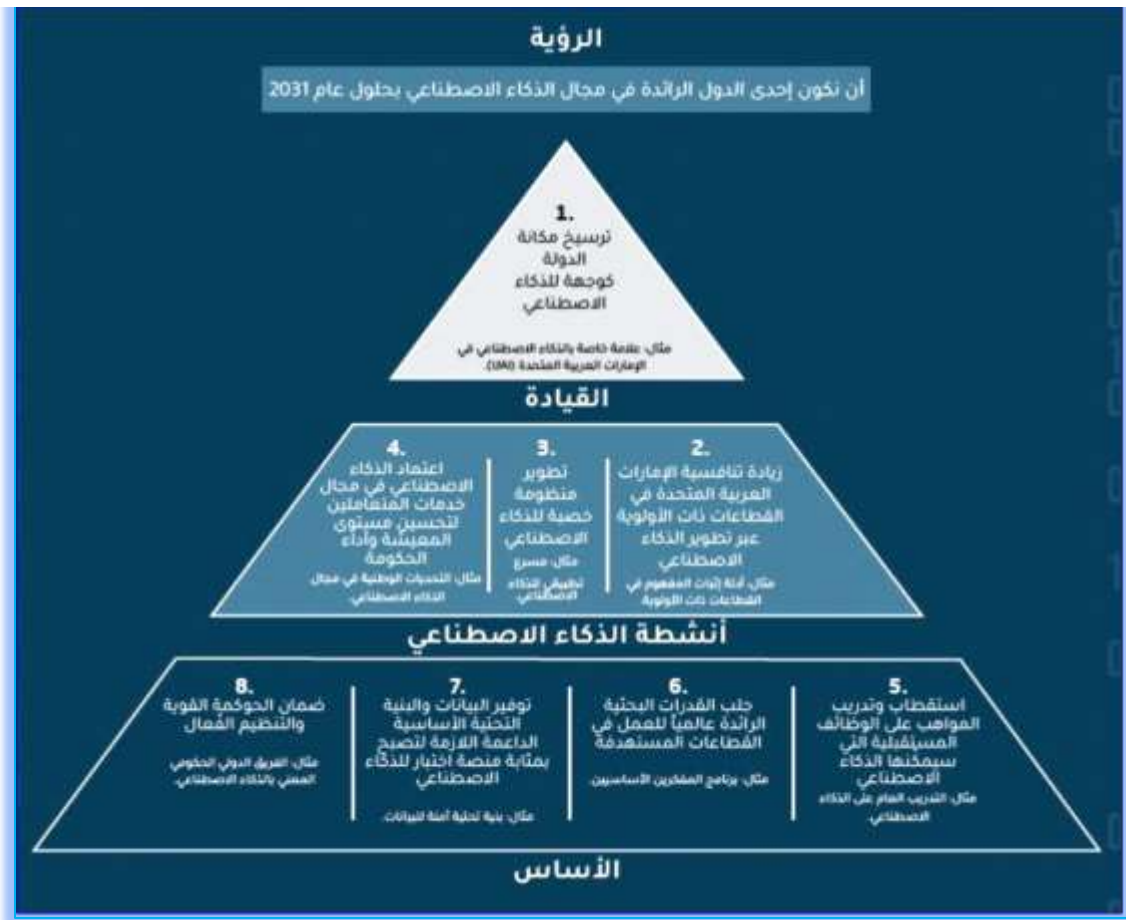 الرؤية
أن نكون إحدى الدول الرائدة في مجال الذكاء الاصطناعي بحلول عام 2031
1.
ترسيخ مكانة
الدولة
كوجهة للذكاء
الاصطناعي
مثال: علامة خاصة بالذكاء الاصطناعي في
الإمارات العربية المتحدة (UAI).
القيادة
2.
زيادة تنافسية الإمارات
العربية المتحدة في
القطاعات ذات الأولوية
عبر تطوير الذكاء
الاصطناعي
مثال: أدلة إثبات المفهوم في
القطاعات ذات الأولوية
3.
تطوير
منظومة
خصبة للذكاء
الاصطناعي
مثال: مسرع
تطبيقي للذكاء
الاصطناعي.
4.
اعتماد الذكاء
الاصطناعي في مجال
خدمات المتعاملين
لتحسين مستوى
المعيشة وأداء
الحكومة
مثال: التحديات الوطنية في مجال
الذكاء الاصطناعي.
أنشطة الذكاء الاصطناعي
5.
استقطاب وتدريب
المواهب على الوظائف
المستقبلية التي
سيمكنها الذكاء
الاصطناعي
مثال: التدريب العام على الذكاء
الاصطناعي.
6.
جلب القدرات البحثية
الرائدة عالمياً للعمل في
القطاعات المستهدفة
مثال: برنامج المفكرين الأساسيين.
7.
توفير البيانات والبنية
التحتية الأساسية
الداعمة اللازمة لتصبح
بمثابة منصة اختبار للذكاء
الاصطناعي
مثال: بنية تحتية آمنة للبيانات.
8.
ضمان الحوكمة القوية
والتنظيم الفعال
مثال: الفريق الدولي الحكومي
المعني بالذكاء الاصطناعي.
الأساس